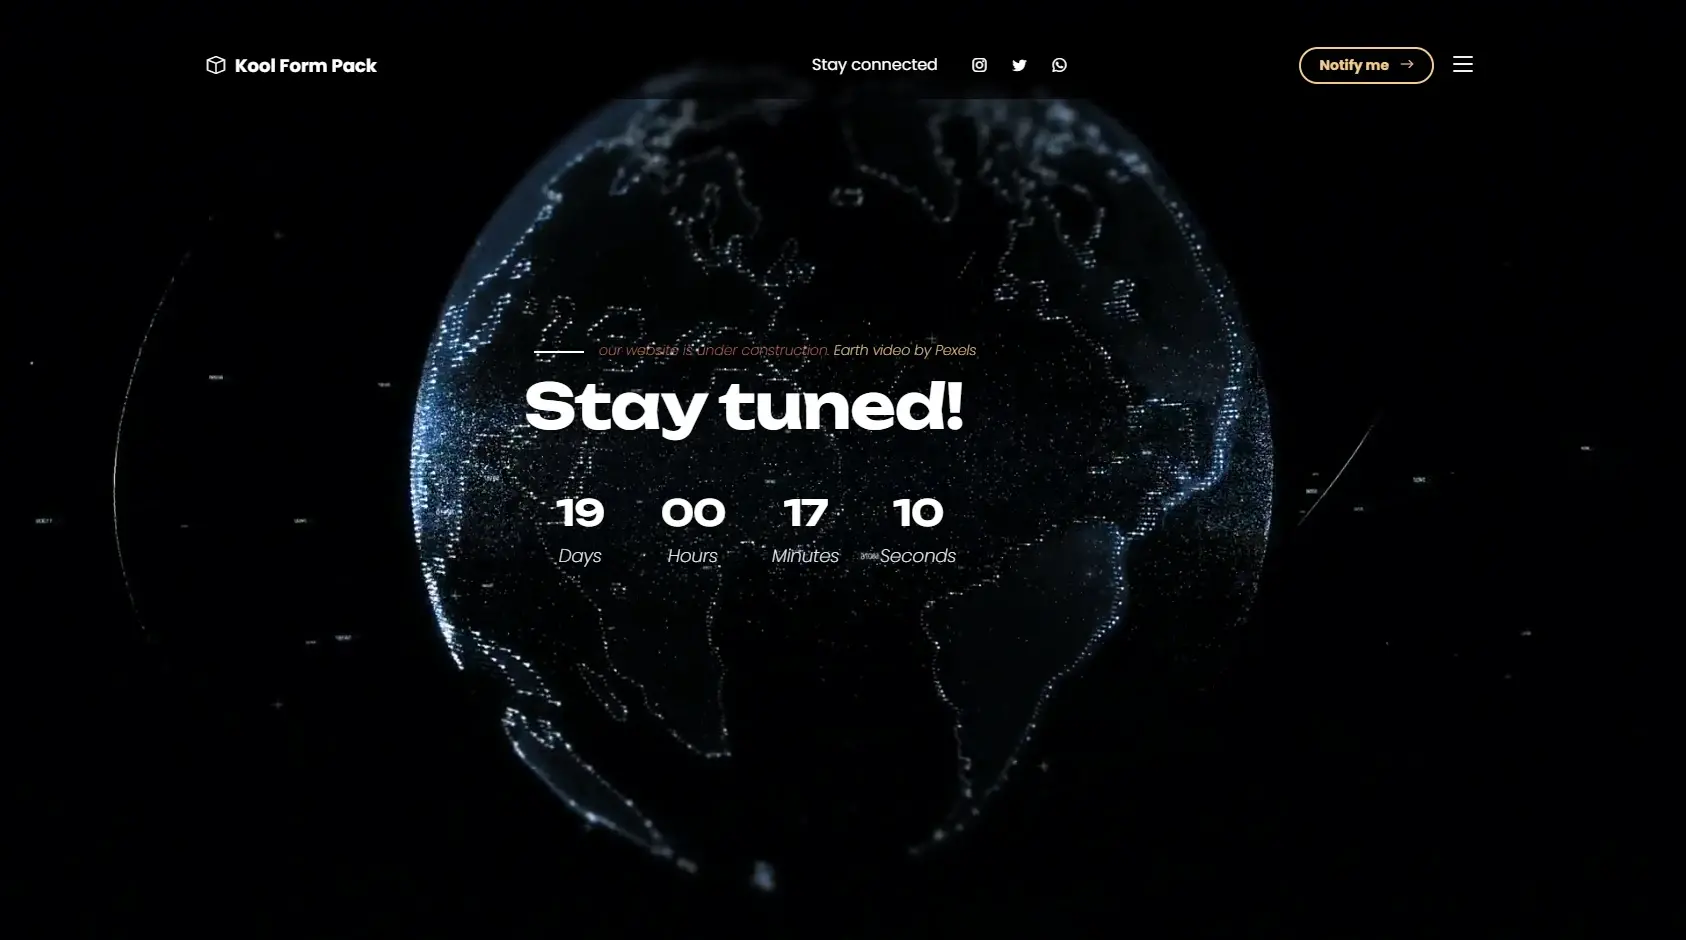 Kool Form Pack
Stay connected
Notify me
our website is under construction. Earth video by Pexels
Stay tuned!
19 00 17 10
Days Hours Minutes Seconds